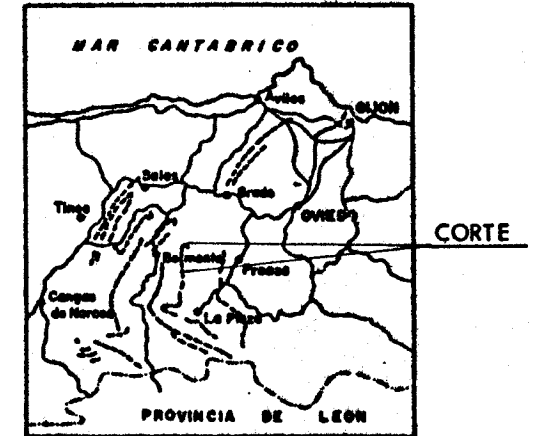 MAR CANTABRICO
Aviles
GIJON
Salas
Grado
Tineo
OVIEDO
CORTE
Belmonte
Proaza
Cangas
de Narcea
La Plaza
PROVINCIA DE LEON